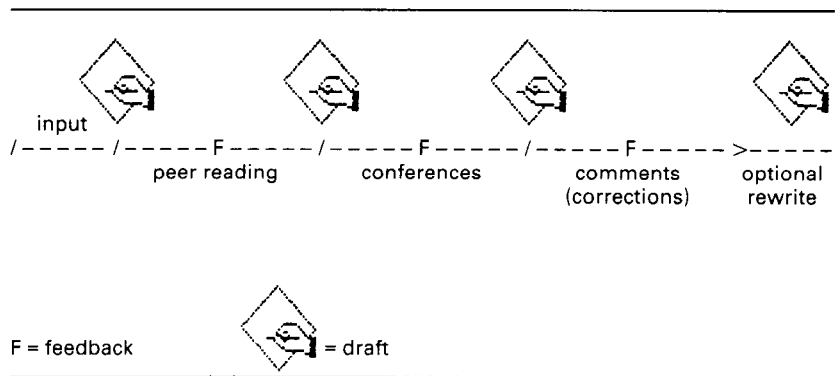 input
/ - - - - - / - - - - - - F - - - - - - / - - - - - - F - - - - - - / - - - - - - F - - - - - - > - - - - -
peer reading conferences comments optional
(corrections) rewrite
F = feedback = draft